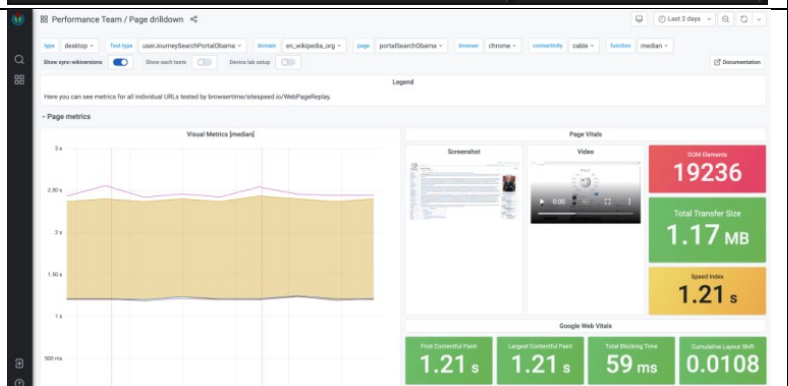 Performance Team / Page drilldown
Last 2 days
type desktop Test type user.JourneySearchPortalObama domain en_wikipedia_org page portalSearchObama browser chrome connectivity cable function median
Show sync-wikiversions Show each tests Device lab setup Documentation
Legend
Here you can see metrics for all individual URLs tested by browsertime/sitespeed.io/WebPageReplay.
Page metrics
Visual Metrics [median]
3 s
2.50 s
2 s
1.50 s
1 s
500 ms
Page Vitals
Screenshot
Video
0:00
DOM Elements
19236
Total Transfer Size
1.17 MB
Speed Index
1.21 s
Google Web Vitals
First Contentful Paint
1.21 s
Largest Contentful Paint
1.21 s
Total Blocking Time
59 ms
Cumulative Layout Shift
0.0108